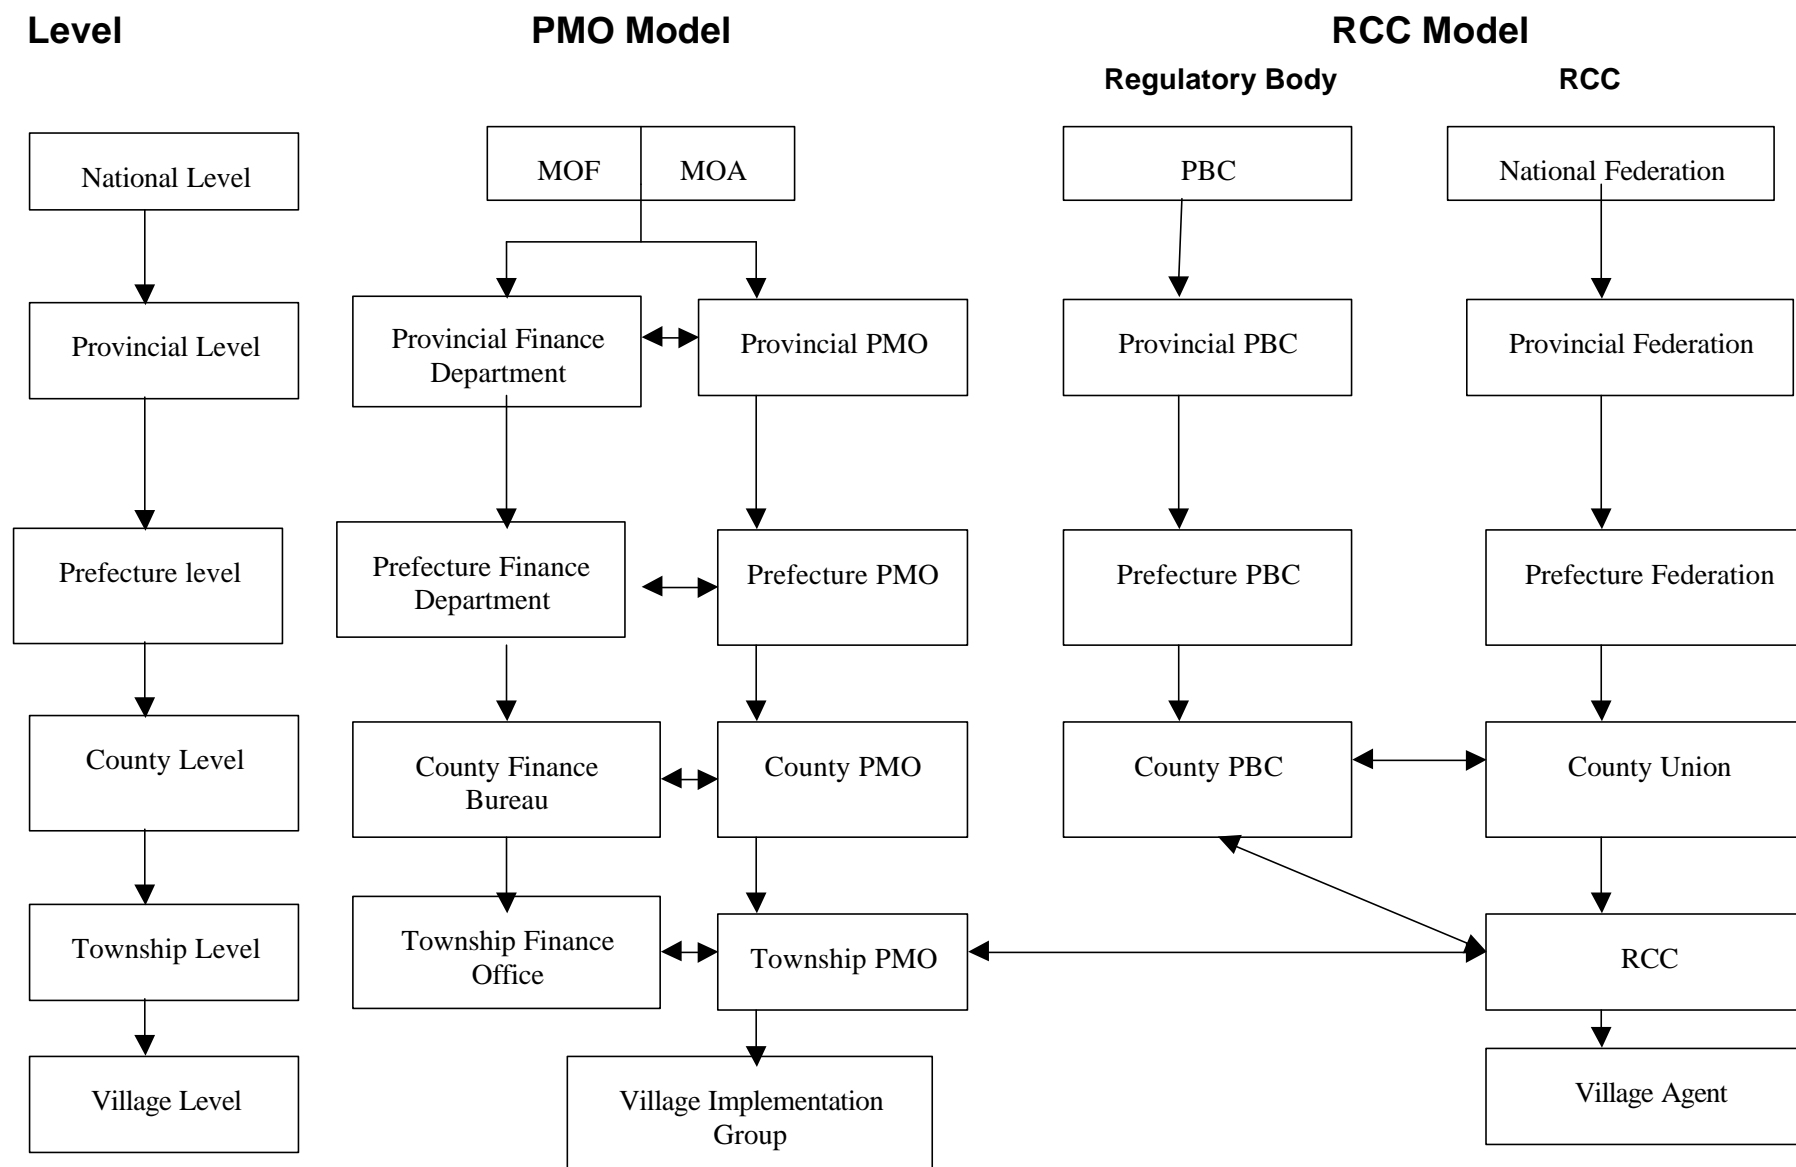 Level PMO Model RCC Model
Regulatory Body RCC
National Level MOF MOA PBC National Federation
Provincial Level Provincial Finance Department Provincial PMO Provincial PBC Provincial Federation
Prefecture level Prefecture Finance Department Prefecture PMO Prefecture PBC Prefecture Federation
County Level County Finance Bureau County PMO County PBC County Union
Township Level Township Finance Office Township PMO RCC
Village Level Village Implementation Group Village Agent